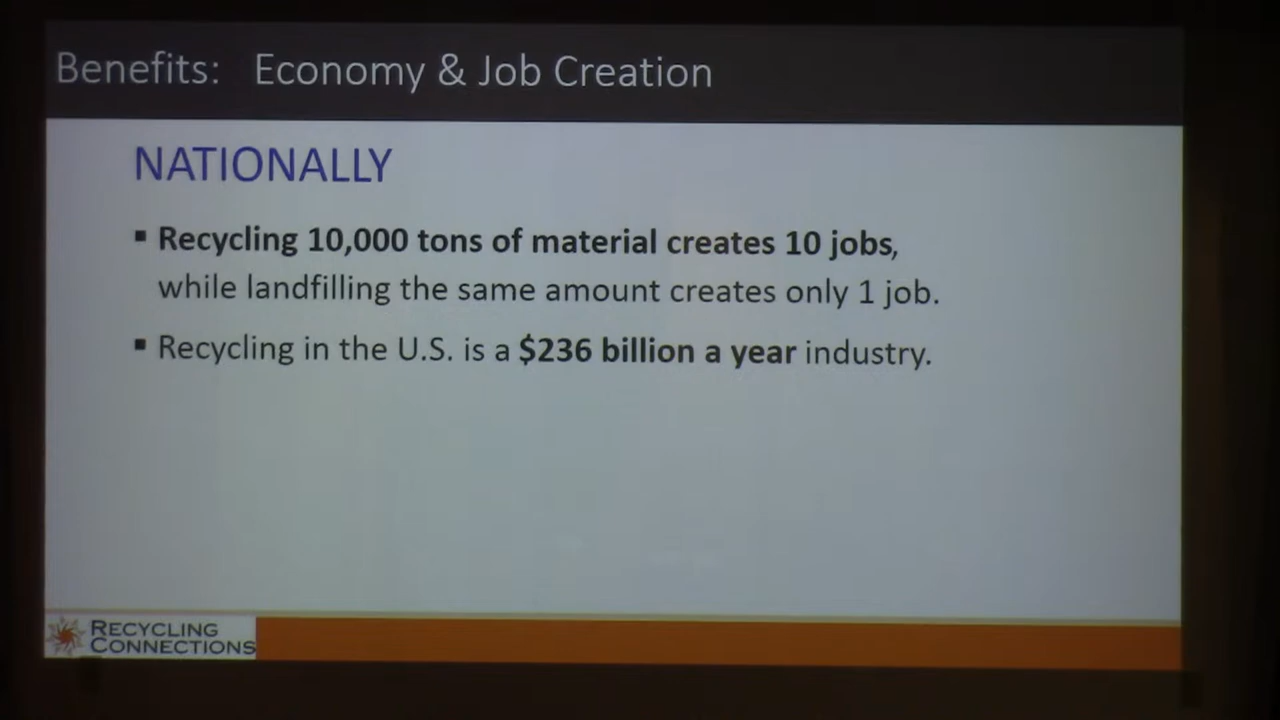 Benefits: Economy & Job Creation
NATIONALLY
▪ Recycling 10,000 tons of material creates 10 jobs,
while landfilling the same amount creates only 1 job.
▪ Recycling in the U.S. is a $236 billion a year industry.
RECYCLING
CONNECTIONS